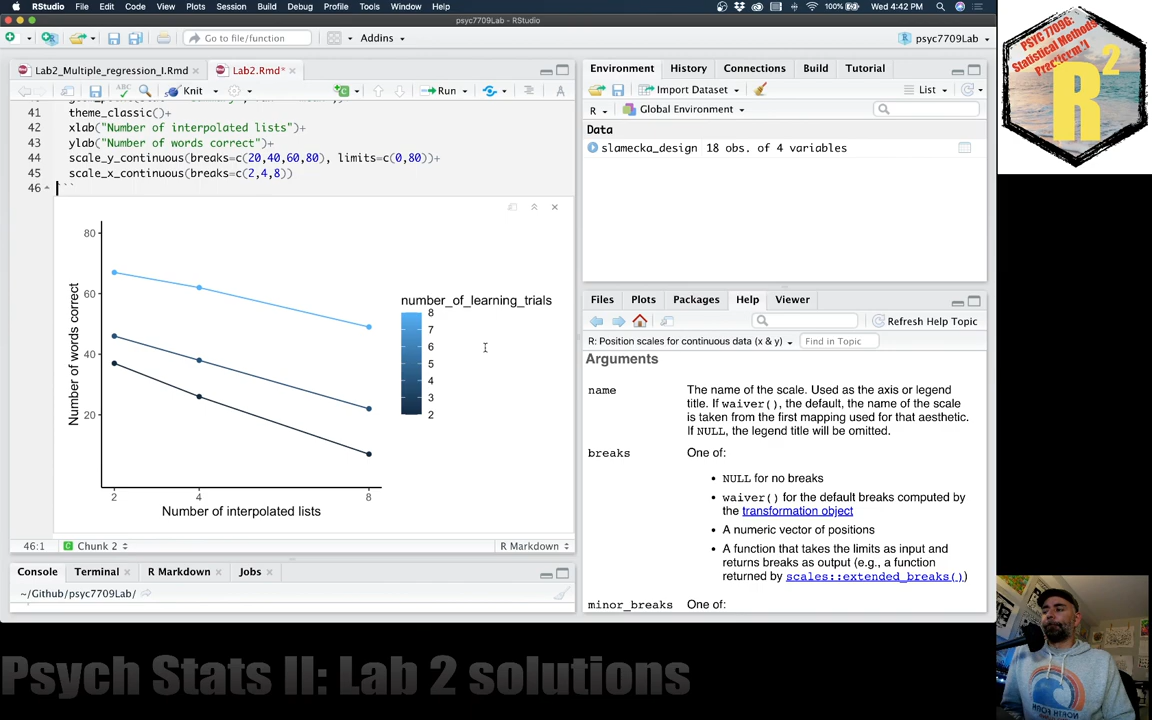 RStudio File Edit Code View Plots Session Build Debug Profile Tools Window Help 100% Wed 4:42 PM
psyc7709Lab - RStudio
Go to file/function Addins psyc7709Lab
Lab2_Multiple_regression_I.Rmd Lab2.Rmd*
Knit Run
41 theme_classic()+
42 xlab("Number of interpolated lists")+
43 ylab("Number of words correct")+
44 scale_y_continuous(breaks=c(20,40,60,80), limits=c(0,80))+
45 scale_x_continuous(breaks=c(2,4,8))
46 ```
80
60
40
20
Number of words correct
2 4 8
Number of interpolated lists
number_of_learning_trials
8
7
6
5
4
3
2
46:1 Chunk 2 R Markdown
Console Terminal R Markdown Jobs
~/Github/psyc7709Lab/
Environment History Connections Build Tutorial
Import Dataset List
R Global Environment
Data
slamecka_design 18 obs. of 4 variables
Files Plots Packages Help Viewer
Refresh Help Topic
R: Position scales for continuous data (x & y) Find in Topic
Arguments
name The name of the scale. Used as the axis or legend
title. If waiver(), the default, the name of the scale
is taken from the first mapping used for that aesthetic.
If NULL, the legend title will be omitted.
breaks One of:
• NULL for no breaks
• waiver() for the default breaks computed by
the transformation object
• A numeric vector of positions
• A function that takes the limits as input and
returns breaks as output (e.g., a function
returned by scales::extended_breaks())
minor_breaks One of:
PSYC 7709G:
Statistical Methods
R2
Psych Stats II: Lab 2 solutions